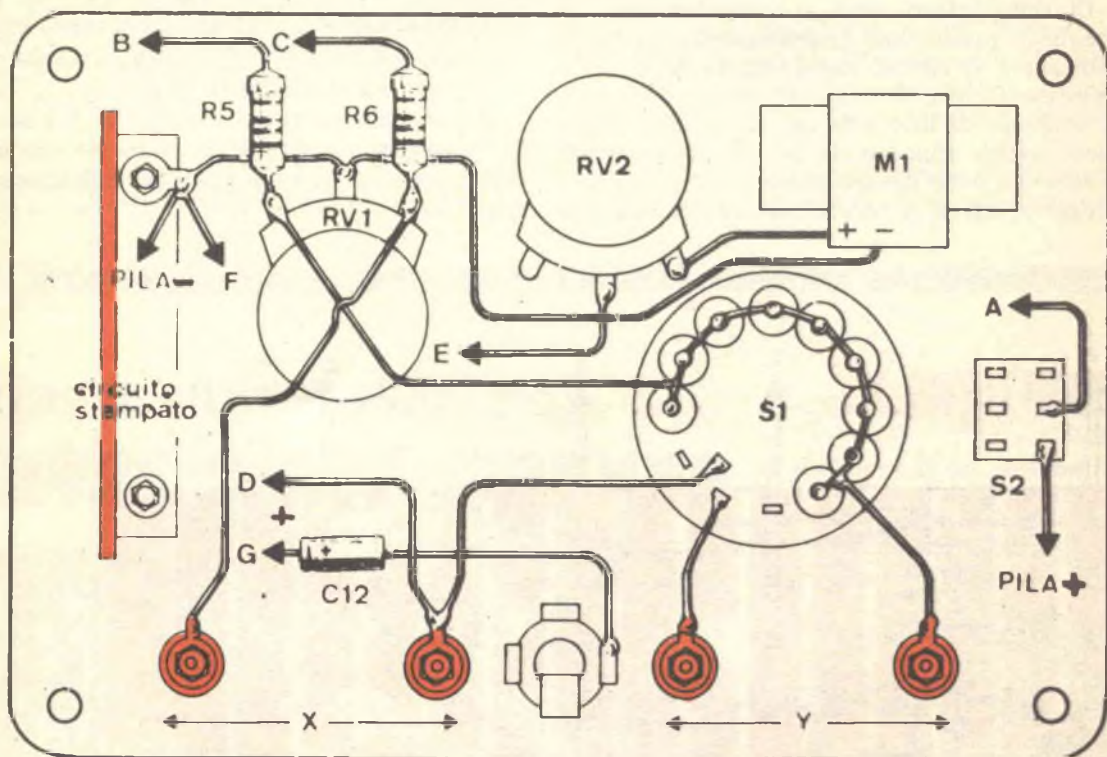 B
C
R5
R6
RV2
M1
+ -
RV1
PILA-
F
A
E
circuito
stampato
S1
D
+
G
+ -
C12
S2
PILA +
X
Y